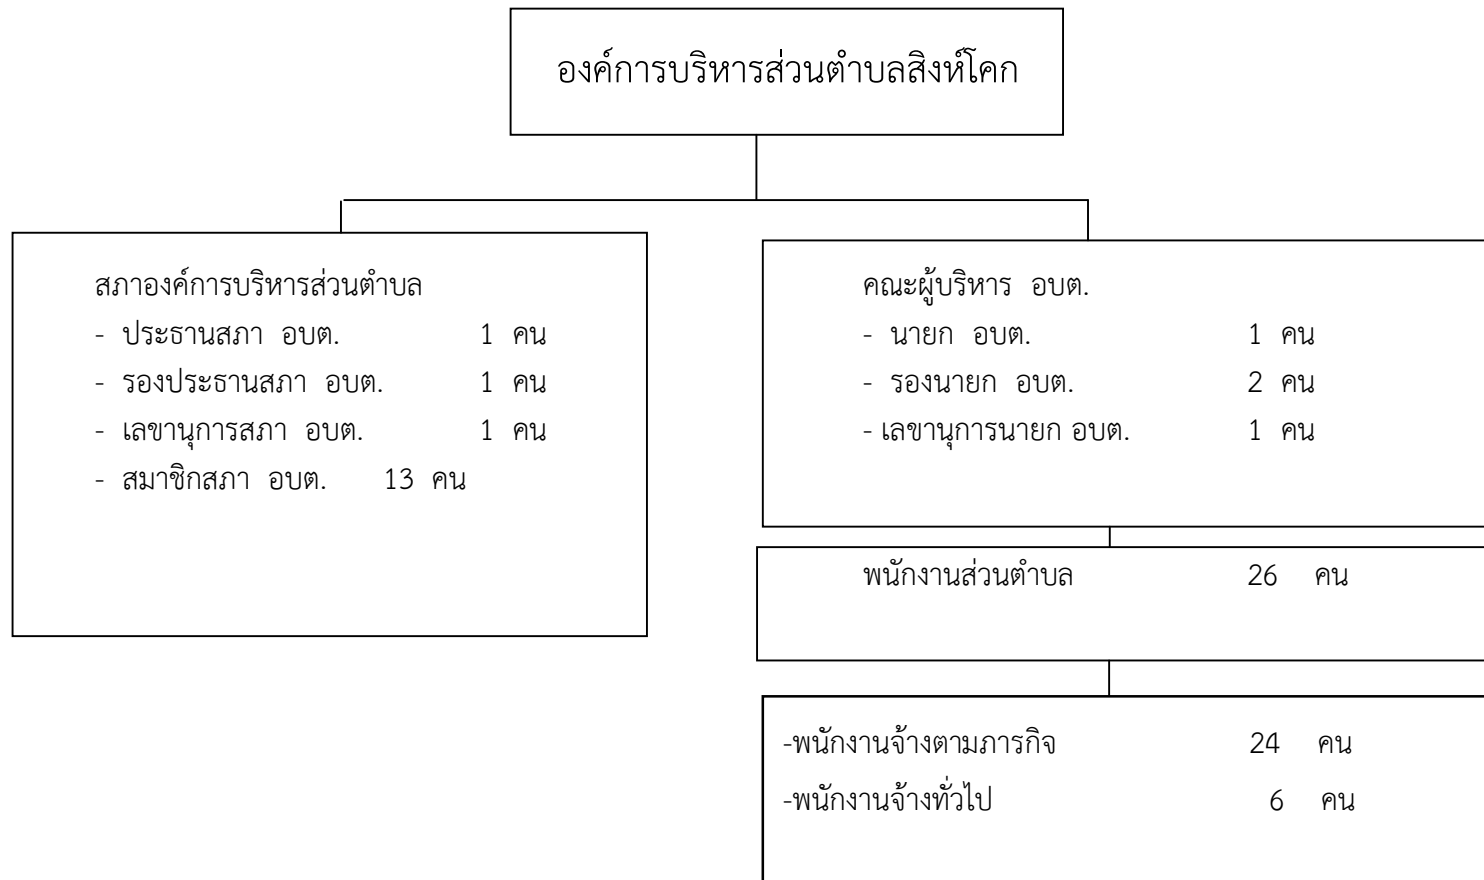 องค์การบริหารส่วนตำบลสิงห์โคก
สภาองค์การบริหารส่วนตำบล
- ประธานสภา อบต. 1 คน
- รองประธานสภา อบต. 1 คน
- เลขานุการสภา อบต. 1 คน
- สมาชิกสภา อบต. 13 คน
คณะผู้บริหาร อบต.
- นายก อบต. 1 คน
- รองนายก อบต. 2 คน
- เลขานุการนายก อบต. 1 คน
พนักงานส่วนตำบล 26 คน
-พนักงานจ้างตามภารกิจ 24 คน
-พนักงานจ้างทั่วไป 6 คน